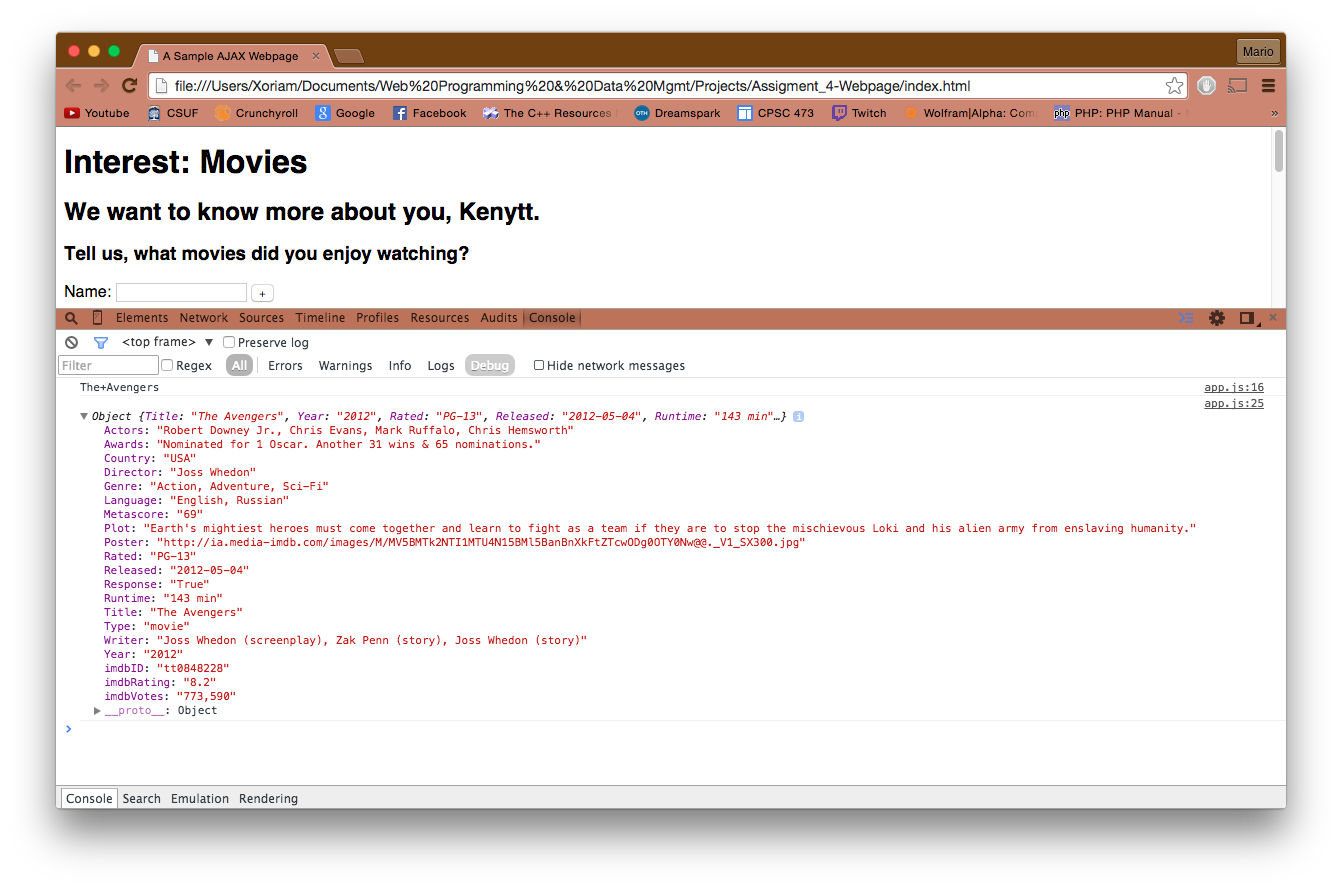 A Sample AJAX Webpage
Mario
file:///Users/Xoriam/Documents/Web%20Programming%20&%20Data%20Mgmt/Projects/Assigment_4-Webpage/index.html
Youtube CSUF Crunchyroll Google Facebook The C++ Resources Dreamspark CPSC 473 Twitch Wolfram|Alpha: Com php PHP: PHP Manual - »
Interest: Movies
We want to know more about you, Kenytt.
Tell us, what movies did you enjoy watching?
Name: +
Elements Network Sources Timeline Profiles Resources Audits Console
<top frame> ▼ Preserve log
Filter Regex All Errors Warnings Info Logs Debug Hide network messages
The+Avengers app.js:16
app.js:25
Object {Title: "The Avengers", Year: "2012", Rated: "PG-13", Released: "2012-05-04", Runtime: "143 min"…}
Actors: "Robert Downey Jr., Chris Evans, Mark Ruffalo, Chris Hemsworth"
Awards: "Nominated for 1 Oscar. Another 31 wins & 65 nominations."
Country: "USA"
Director: "Joss Whedon"
Genre: "Action, Adventure, Sci-Fi"
Language: "English, Russian"
Metascore: "69"
Plot: "Earth's mightiest heroes must come together and learn to fight as a team if they are to stop the mischievous Loki and his alien army from enslaving humanity."
Poster: "http://ia.media-imdb.com/images/M/MV5BMTk2NTI1MTU4N15BMl5BanBnXkFtZTcwODg0OTY0Nw@@._V1_SX300.jpg"
Rated: "PG-13"
Released: "2012-05-04"
Response: "True"
Runtime: "143 min"
Title: "The Avengers"
Type: "movie"
Writer: "Joss Whedon (screenplay), Zak Penn (story), Joss Whedon (story)"
Year: "2012"
imdbID: "tt0848228"
imdbRating: "8.2"
imdbVotes: "773,590"
__proto__: Object
Console Search Emulation Rendering